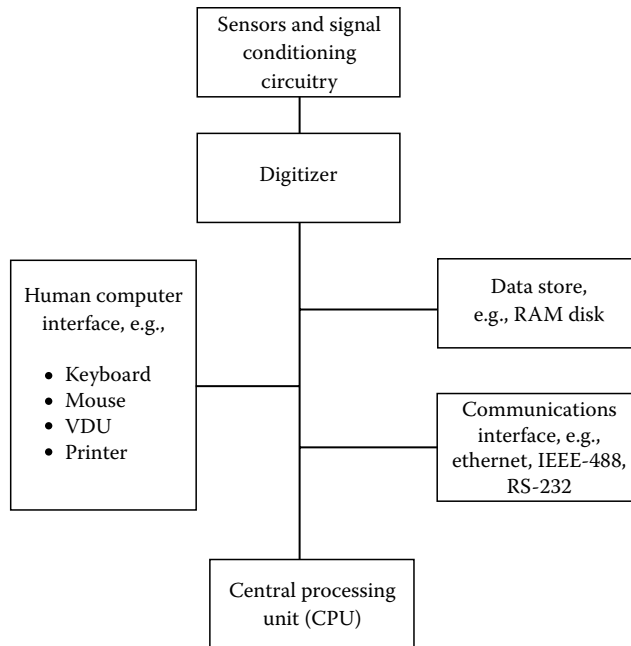 Sensors and signal
conditioning
circuitry
Digitizer
Human computer
interface, e.g.,
• Keyboard
• Mouse
• VDU
• Printer
Data store,
e.g., RAM disk
Communications
interface, e.g.,
ethernet, IEEE-488,
RS-232
Central processing
unit (CPU)